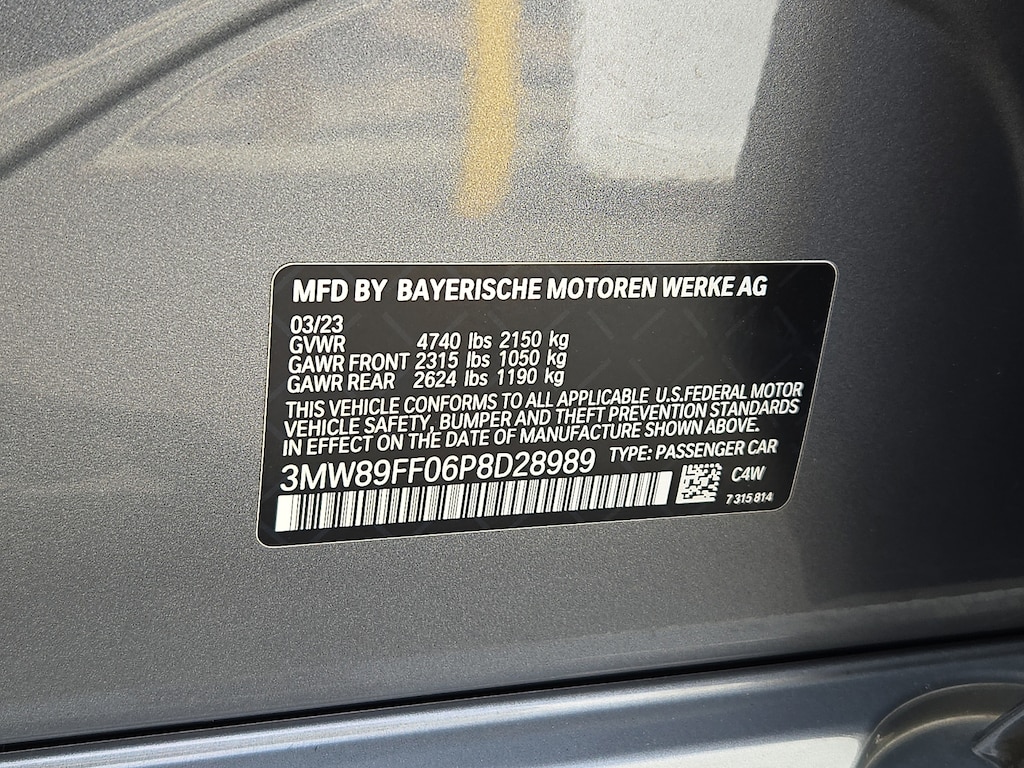 MFD BY BAYERISCHE MOTOREN WERKE AG
03/23
GVWR 4740 lbs 2150 kg
GAWR FRONT 2315 lbs 1050 kg
GAWR REAR 2624 lbs 1190 kg
THIS VEHICLE CONFORMS TO ALL APPLICABLE U.S.FEDERAL MOTOR
VEHICLE SAFETY, BUMPER AND THEFT PREVENTION STANDARDS
IN EFFECT ON THE DATE OF MANUFACTURE SHOWN ABOVE.
3MW89FF06P8D28989 TYPE: PASSENGER CAR
C4W
7 315 814